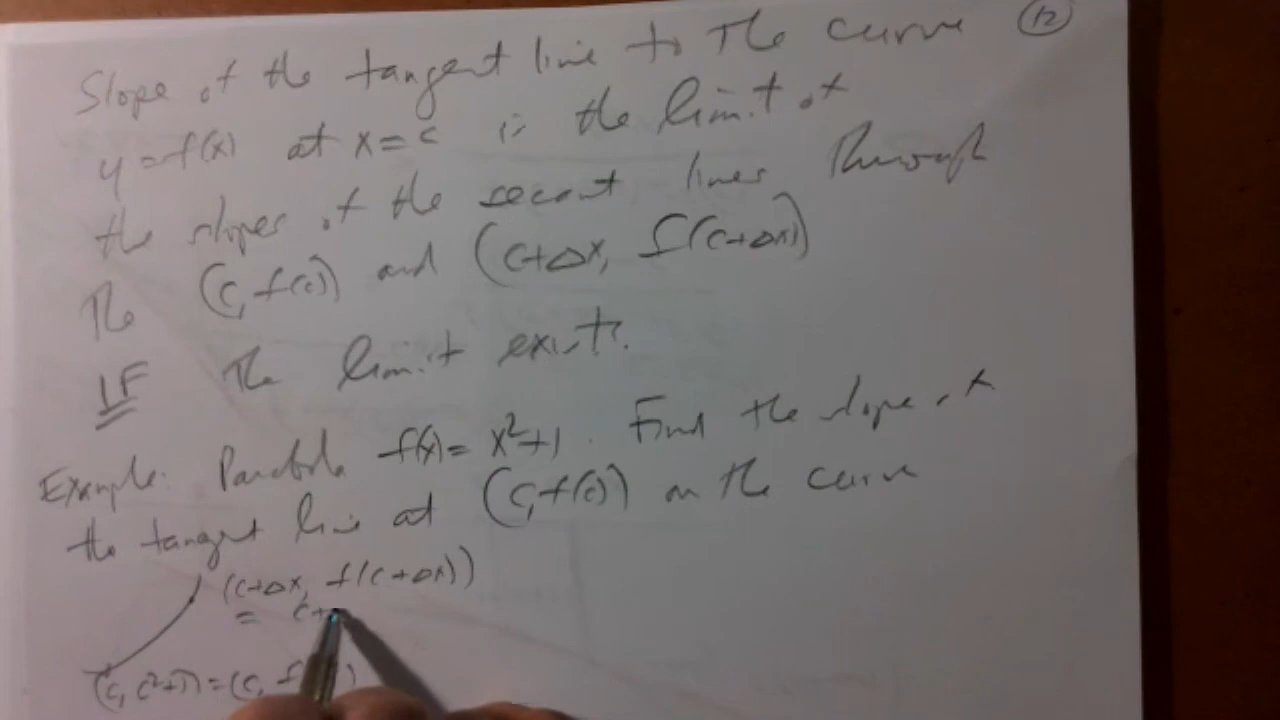 Slope of the tangent line to The curve 12
y = f(x) at x = c is the limit of
the slopes of the secant lines Through
The (c, f(c)) and (c+Δx, f(c+Δx))
IF The limit exists.
Example: Parabola f(x) = x²+1. Find the slope of
the tangent line at (c, f(c)) on The curve
(c+Δx, f(c+Δx))
= c+
(c, c²+1) = (c, f )